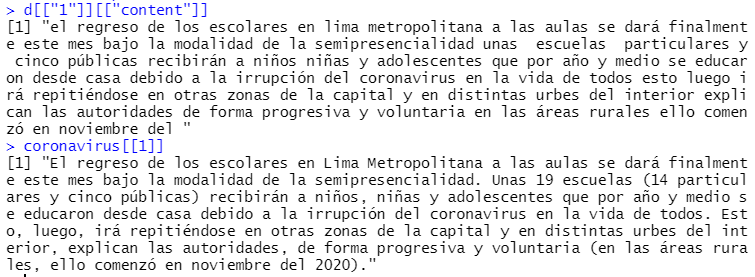 > d[["1"]][["content"]]
[1] "el regreso de los escolares en lima metropolitana a las aulas se dará finalment
e este mes bajo la modalidad de la semipresencialidad unas  escuelas  particulares y
 cinco públicas recibirán a niños niñas y adolescentes que por año y medio se educar
on desde casa debido a la irrupción del coronavirus en la vida de todos esto luego i
rá repitiéndose en otras zonas de la capital y en distintas urbes del interior expli
can las autoridades de forma progresiva y voluntaria en las áreas rurales ello comen
zó en noviembre del "
> coronavirus[[1]]
[1] "El regreso de los escolares en Lima Metropolitana a las aulas se dará finalment
e este mes bajo la modalidad de la semipresencialidad. Unas 19 escuelas (14 particul
ares y cinco públicas) recibirán a niños, niñas y adolescentes que por año y medio s
e educaron desde casa debido a la irrupción del coronavirus en la vida de todos. Est
o, luego, irá repitiéndose en otras zonas de la capital y en distintas urbes del int
erior, explican las autoridades, de forma progresiva y voluntaria (en las áreas rura
les, ello comenzó en noviembre del 2020)."